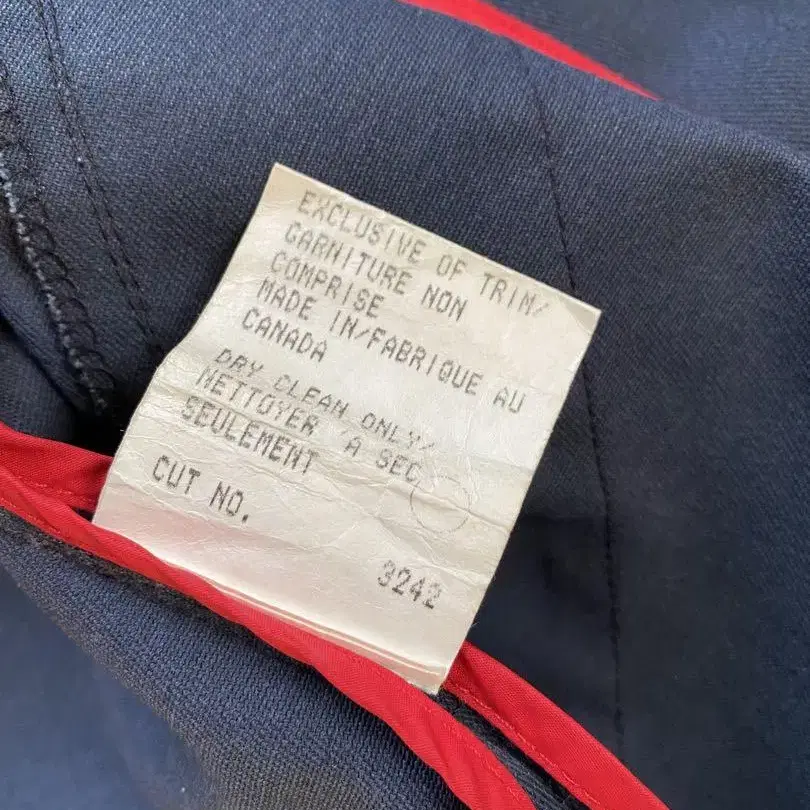 EXCLUSIVE OF TRIM/
GARNITURE NON
COMPRISE
MADE IN/FABRIQUE AU
CANADA
DRY CLEAN ONLY/
NETTOYER 'A SEC
SEULEMENT
CUT NO.
3242